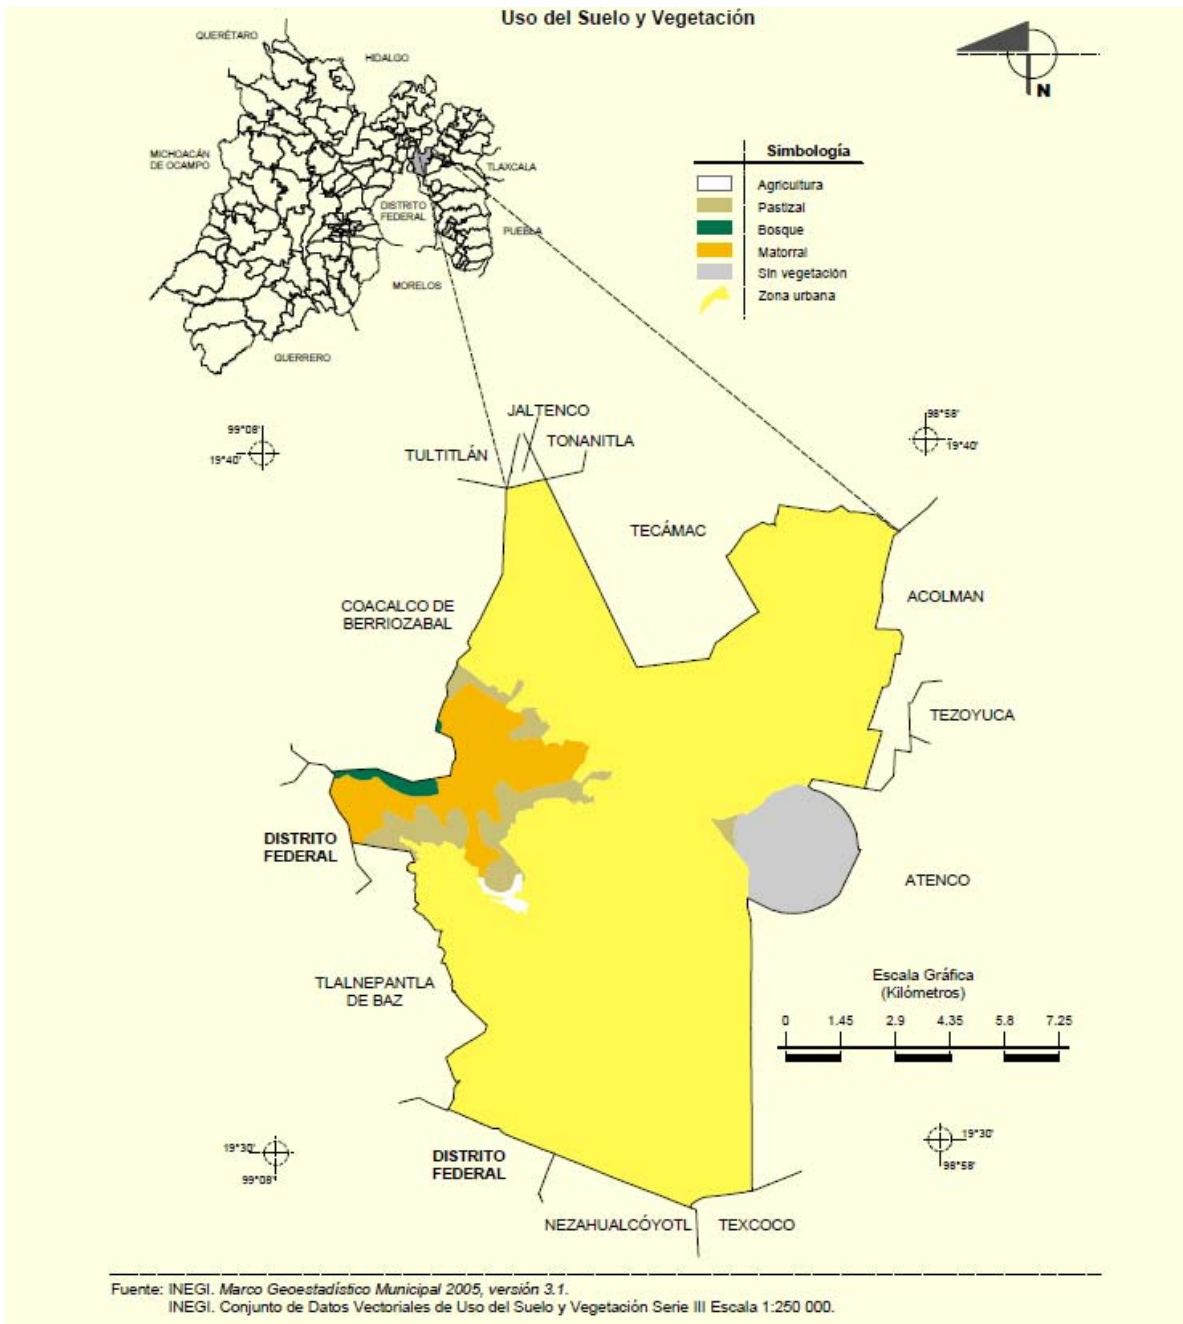 Uso del Suelo y Vegetación
QUERÉTARO
HIDALGO
MICHOACÁN
DE OCAMPO
TLAXCALA
DISTRITO
FEDERAL
PUEBLA
MORELOS
GUERRERO
N
Simbología
Agricultura
Pastizal
Bosque
Matorral
Sin vegetación
Zona urbana
JALTENCO
99°08'
19°40'
98°58'
19°40'
TULTITLÁN
TONANITLA
TECÁMAC
COACALCO DE
BERRIOZABAL
ACOLMAN
TEZOYUCA
DISTRITO
FEDERAL
ATENCO
TLALNEPANTLA
DE BAZ
Escala Gráfica
(Kilómetros)
0 1.45 2.9 4.35 5.8 7.25
19°30'
99°08'
19°30'
98°58'
DISTRITO
FEDERAL
NEZAHUALCÓYOTL
TEXCOCO
Fuente: INEGI. Marco Geoestadístico Municipal 2005, versión 3.1.
INEGI. Conjunto de Datos Vectoriales de Uso del Suelo y Vegetación Serie III Escala 1:250 000.